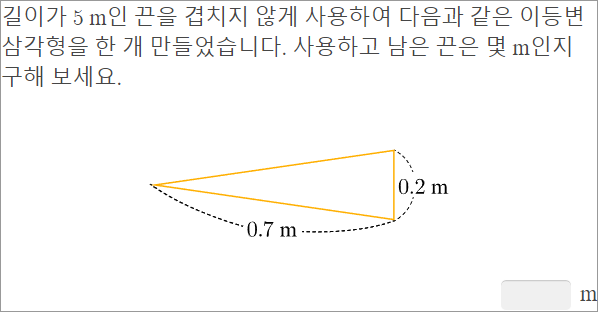 길이가 5 m인 끈을 겹치지 않게 사용하여 다음과 같은 이등변
삼각형을 한 개 만들었습니다. 사용하고 남은 끈은 몇 m인지
구해 보세요.
0.2 m
0.7 m
m